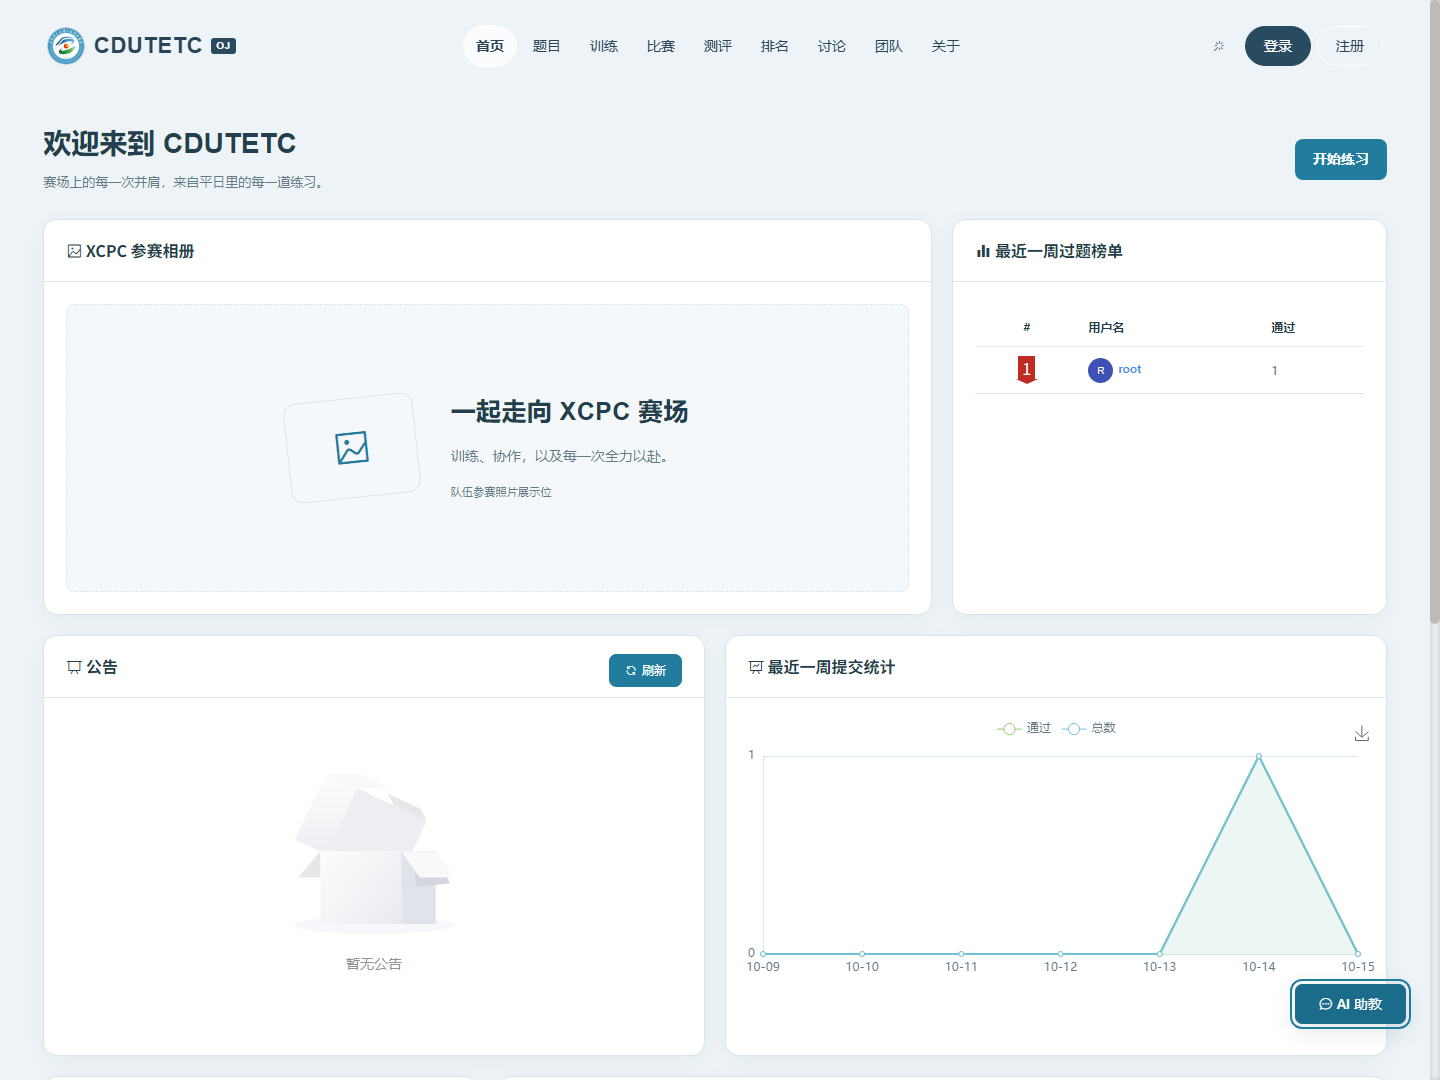 CDUTETC OJ
首页 题目 训练 比赛 测评 排名 讨论 团队 关于
登录 注册
欢迎来到 CDUTETC
赛场上的每一次并肩，来自平日里的每一道练习。
开始练习
XCPC 参赛相册
一起走向 XCPC 赛场
训练、协作，以及每一次全力以赴。
队伍参赛照片展示位
最近一周过题榜单
# 用户名 通过
1 R root 1
公告
刷新
暂无公告
最近一周提交统计
通过 总数
1
0
10-09 10-10 10-11 10-12 10-13 10-14 10-15
AI 助教